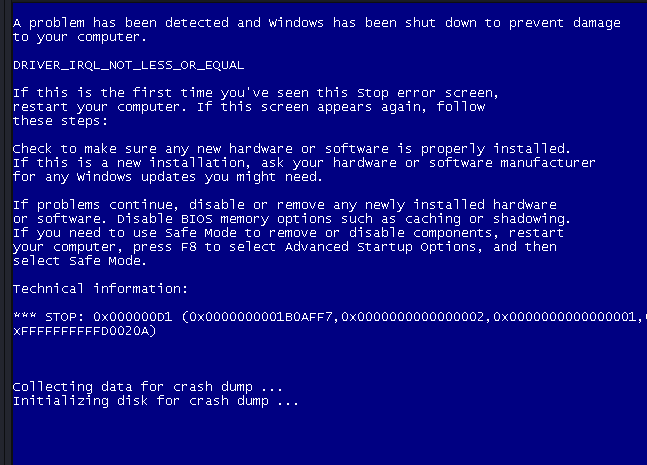 A problem has been detected and Windows has been shut down to prevent damage
to your computer.
DRIVER_IRQL_NOT_LESS_OR_EQUAL
If this is the first time you've seen this Stop error screen,
restart your computer. If this screen appears again, follow
these steps:
Check to make sure any new hardware or software is properly installed.
If this is a new installation, ask your hardware or software manufacturer
for any Windows updates you might need.
If problems continue, disable or remove any newly installed hardware
or software. Disable BIOS memory options such as caching or shadowing.
If you need to use Safe Mode to remove or disable components, restart
your computer, press F8 to select Advanced Startup Options, and then
select Safe Mode.
Technical information:
*** STOP: 0x000000D1 (0x0000000001B0AFF7,0x0000000000000002,0x0000000000000001,
xFFFFFFFFFFD0020A)
Collecting data for crash dump ...
Initializing disk for crash dump ...